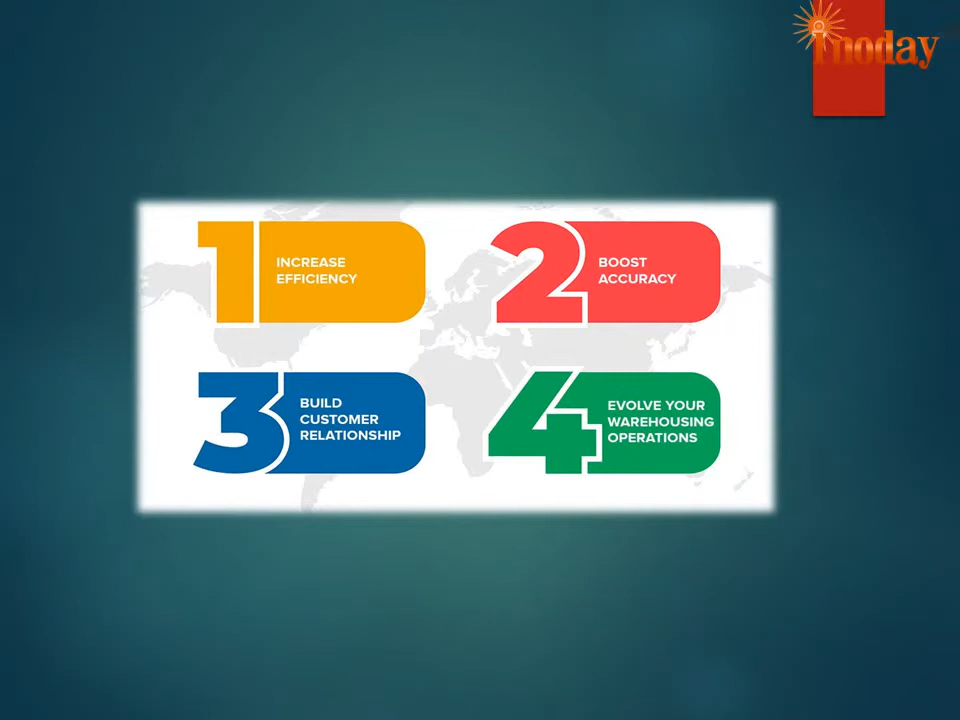 Inoday
1
INCREASE
EFFICIENCY
2
BOOST
ACCURACY
3
BUILD
CUSTOMER
RELATIONSHIP
4
EVOLVE YOUR
WAREHOUSING
OPERATIONS